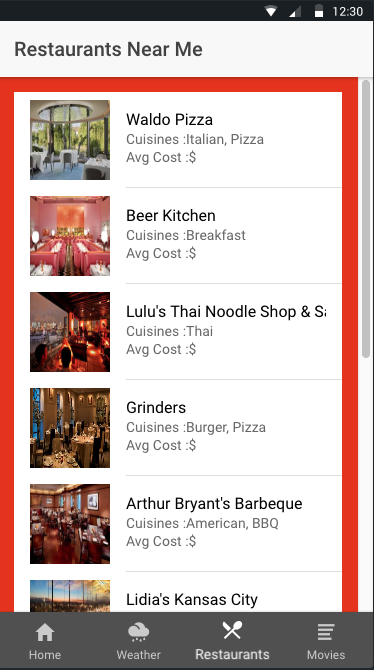 12:30
Restaurants Near Me
Waldo Pizza
Cuisines :Italian, Pizza
Avg Cost :$
Beer Kitchen
Cuisines :Breakfast
Avg Cost :$
Lulu's Thai Noodle Shop & Sa
Cuisines :Thai
Avg Cost :$
Grinders
Cuisines :Burger, Pizza
Avg Cost :$
Arthur Bryant's Barbeque
Cuisines :American, BBQ
Avg Cost :$
Lidia's Kansas City
Home Weather Restaurants Movies